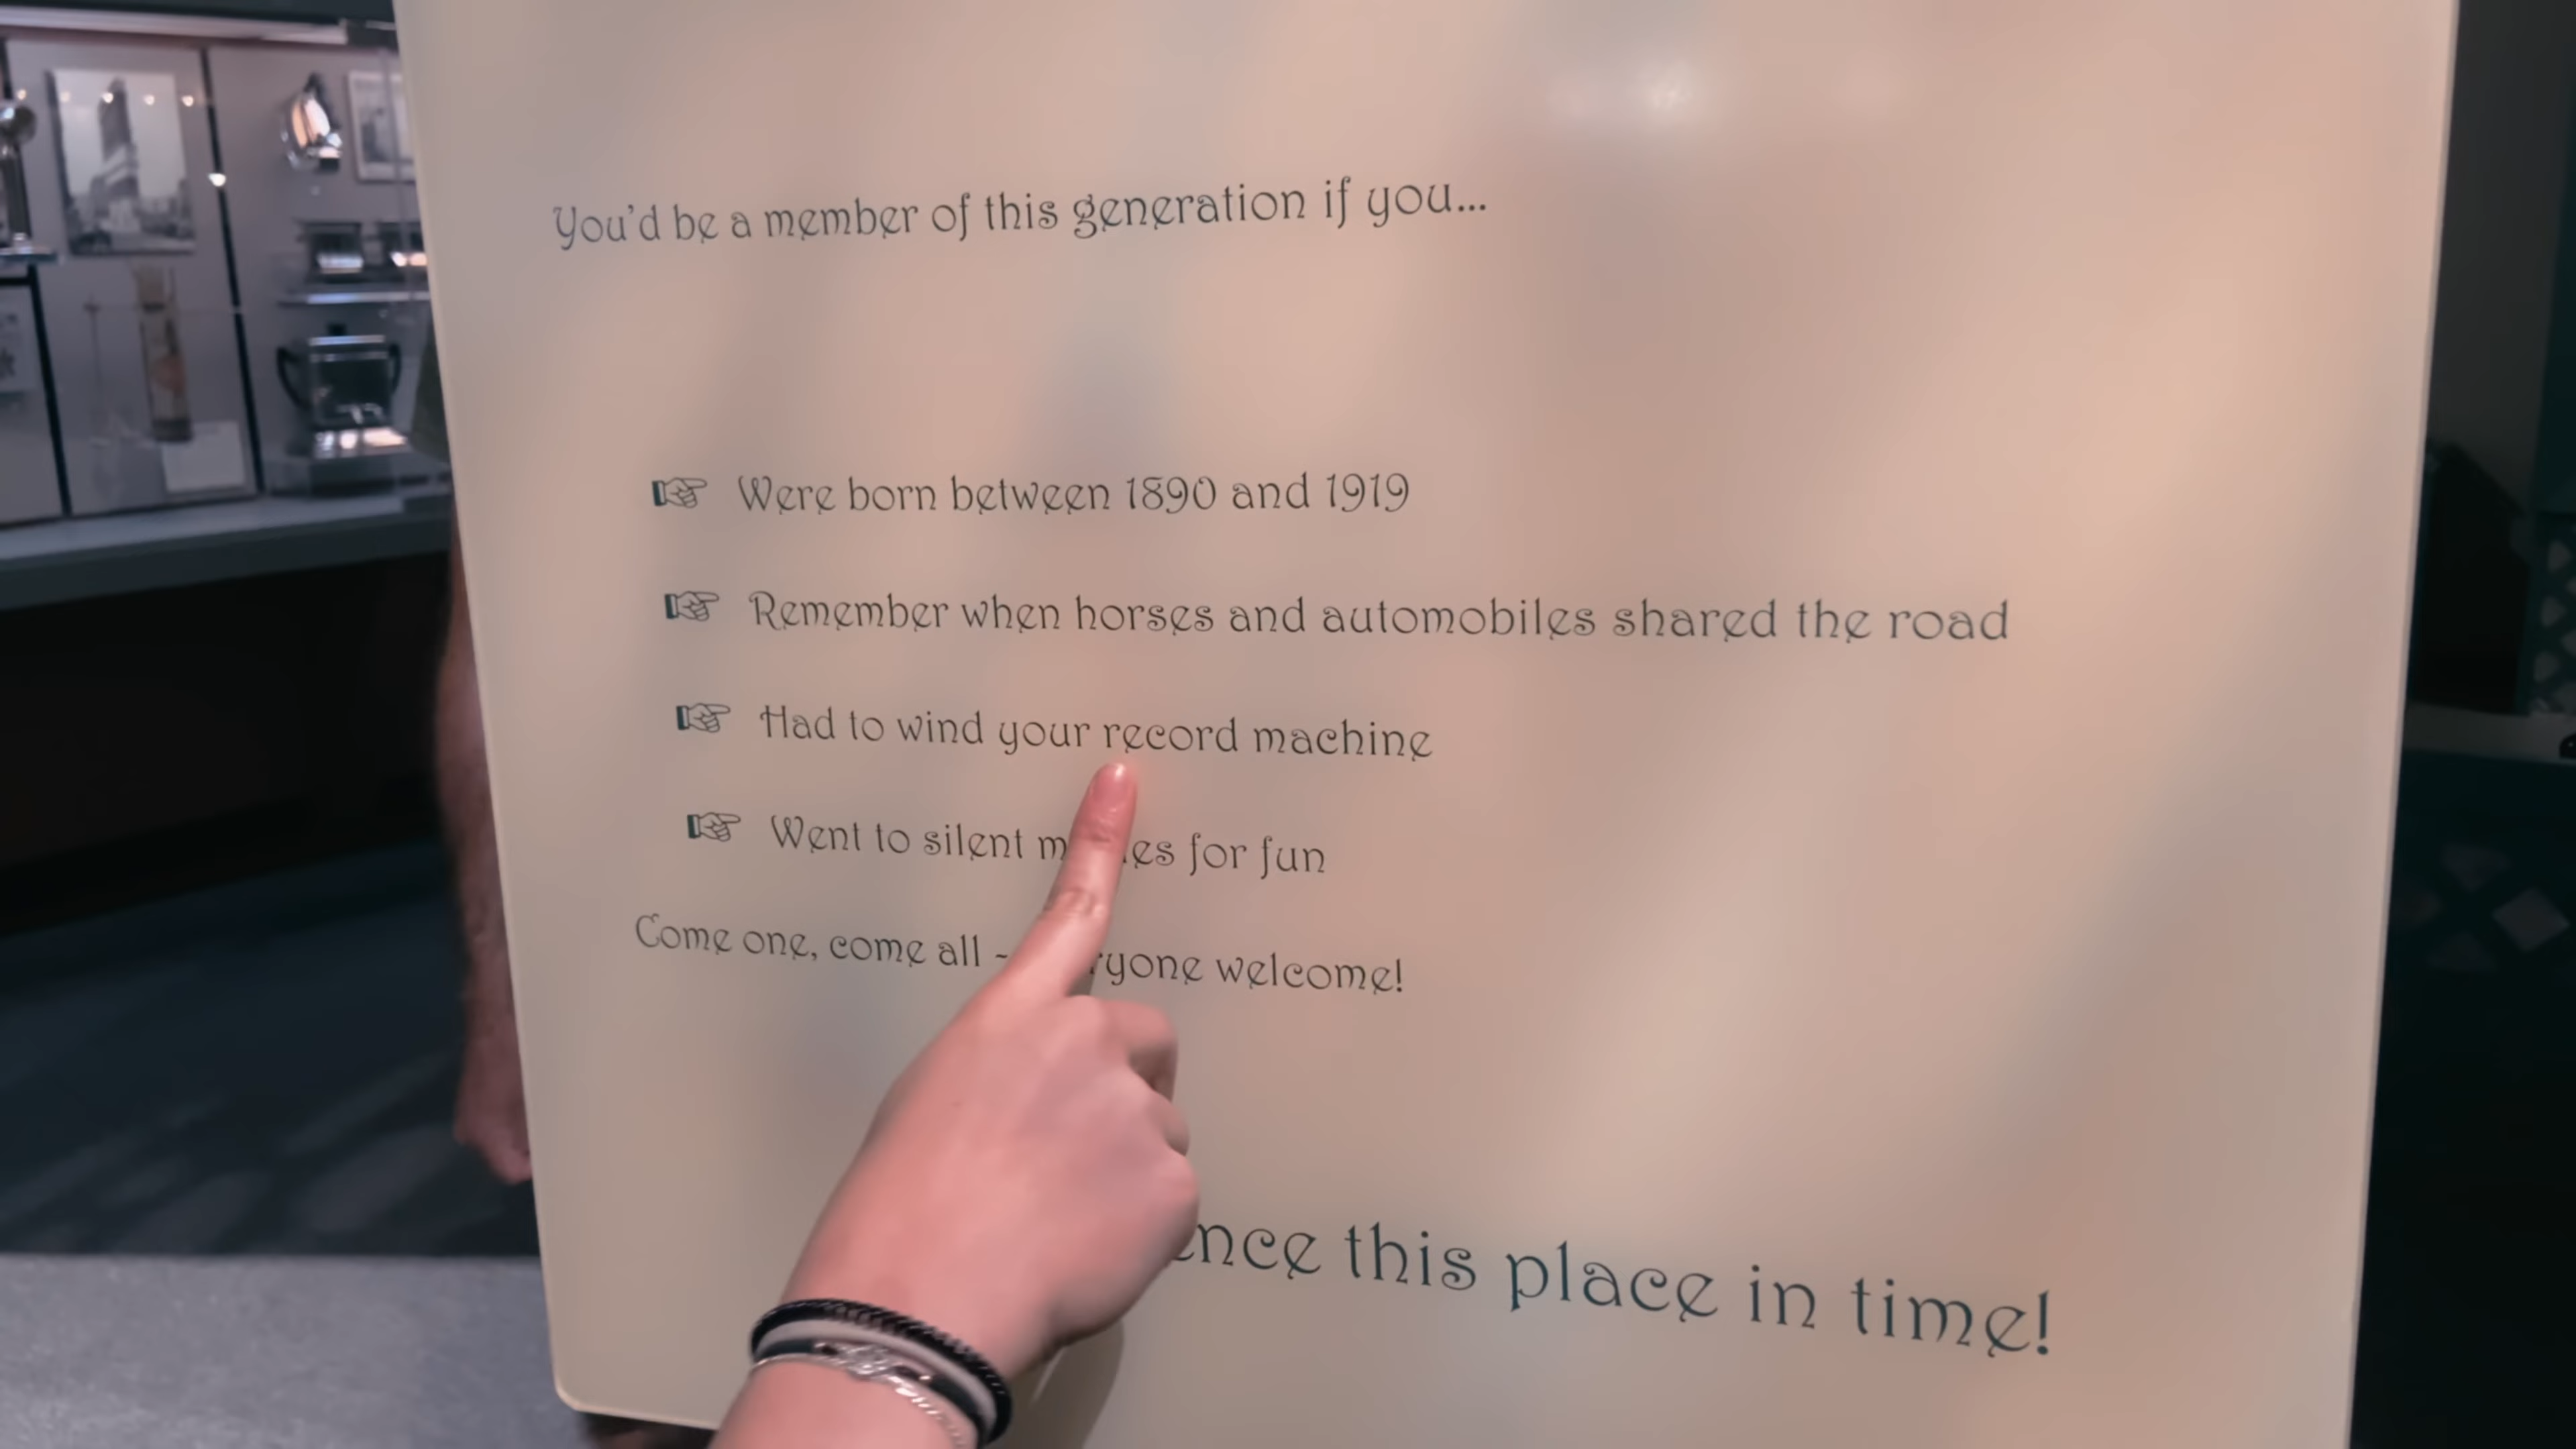 You'd be a member of this generation if you...
☞ Were born between 1890 and 1919
☞ Remember when horses and automobiles shared the road
☞ Had to wind your record machine
☞ Went to silent for fun
Come one, come all - welcome!
this place in time!